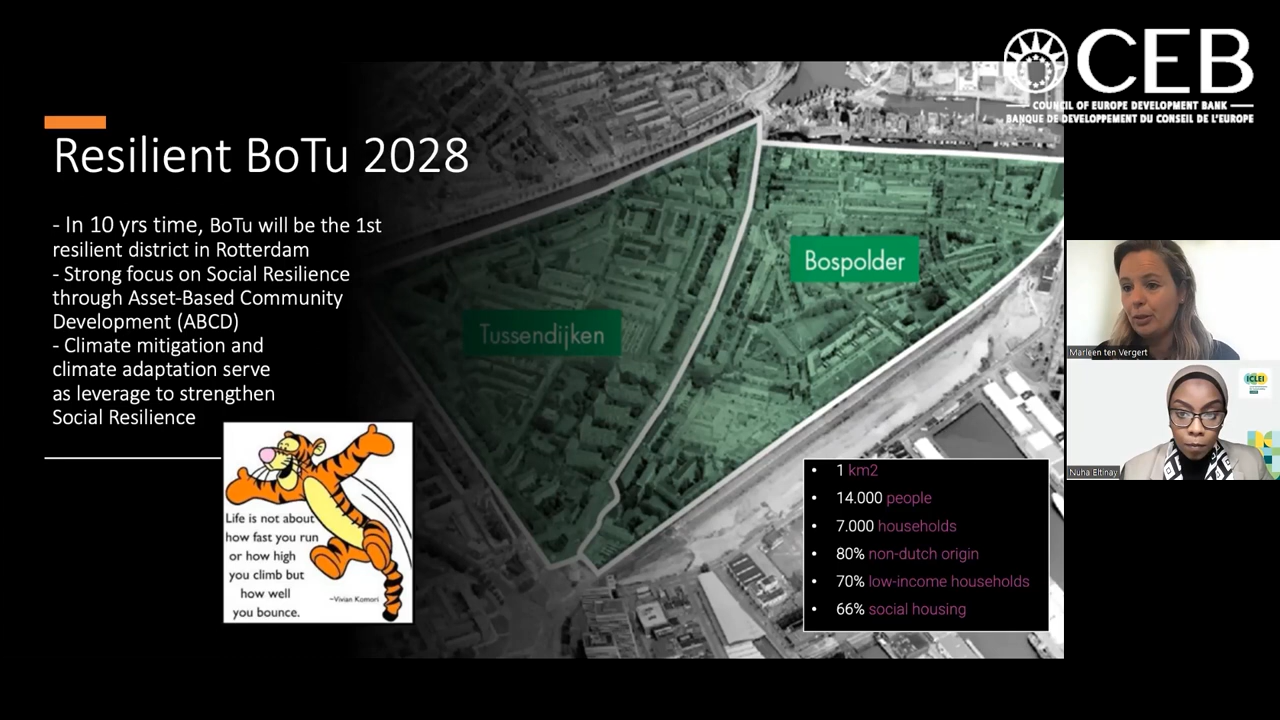 CEB
COUNCIL OF EUROPE DEVELOPMENT BANK
BANQUE DE DEVELOPPEMENT DU CONSEIL DE L'EUROPE
Resilient BoTu 2028
- In 10 yrs time, BoTu will be the 1st
resilient district in Rotterdam
- Strong focus on Social Resilience
through Asset-Based Community
Development (ABCD)
- Climate mitigation and
climate adaptation serve
as leverage to strengthen
Social Resilience
Tussendijken
Bospolder
Life is not about
how fast you run
or how high
you climb but
how well
you bounce.
~Vivian Komori
• 1 km2
• 14.000 people
• 7.000 households
• 80% non-dutch origin
• 70% low-income households
• 66% social housing
Marleen ten Vergert
ICLEI
Nuha Eltinay